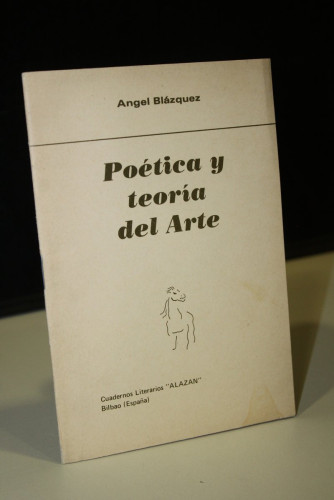 Angel Blázquez
Poética y
teoría
del Arte
Cuadernos Literarios "ALAZAN"
Bilbao (España)